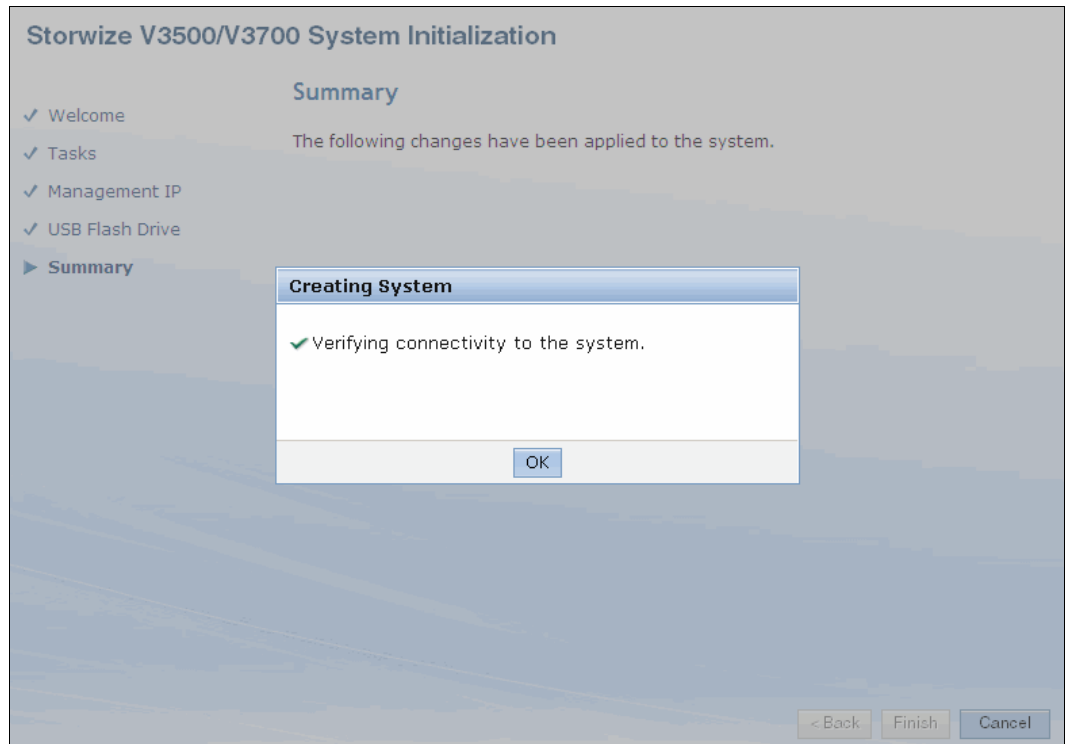 Storwize V3500/V3700 System Initialization
Welcome
Tasks
Management IP
USB Flash Drive
Summary
Summary
The following changes have been applied to the system.
Creating System
Verifying connectivity to the system.
OK
< Back
Finish
Cancel